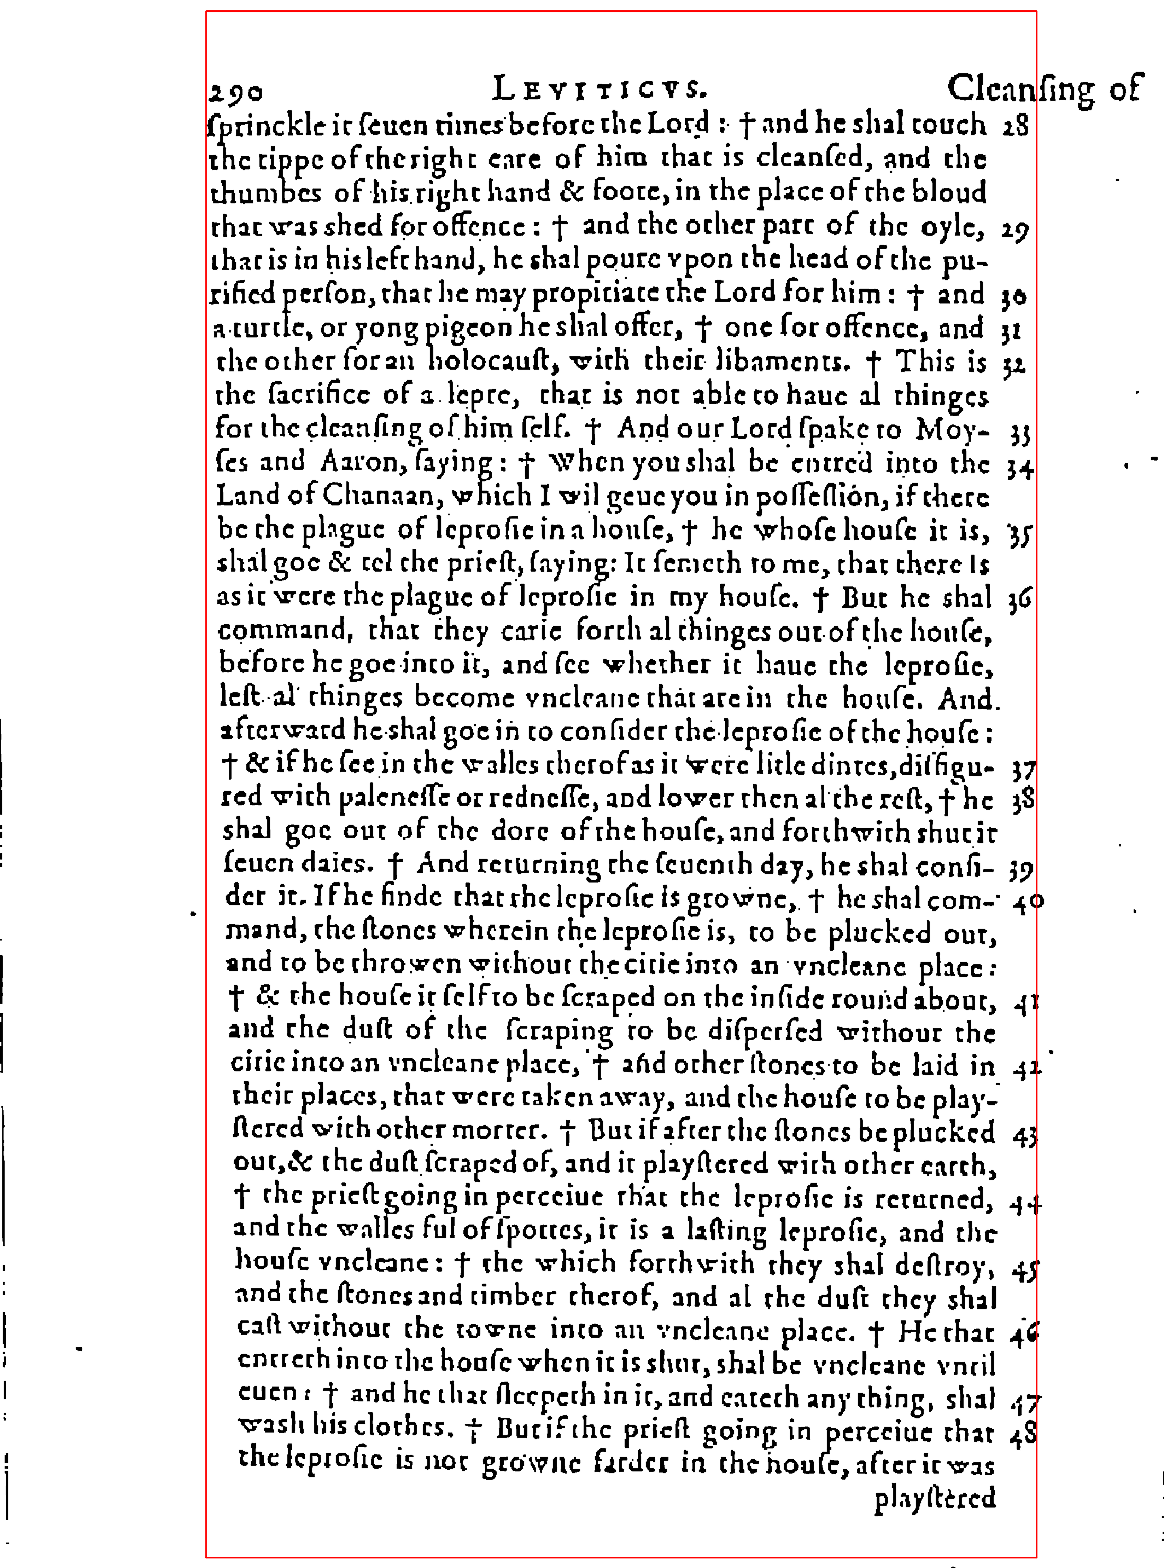 290 LEVITICVS. Cleanſing of
ſprinckle it ſeuen times before the Lord : † and he shal touch 28
the tippe of the right eare of him that is cleanſed, and the
thumbes of his right hand & foote, in the place of the bloud
that was shed for offence : † and the other part of the oyle, 29
that is in his left hand, he shal poure vpon the head of the pu-
rified perſon, that he may propitiate the Lord for him : † and 30
a turtle, or yong pigeon he shal offer, † one for offence, and 31
the other for an holocauſt, with their libaments. † This is 32
the ſacrifice of a lepre, that is not able to haue al thinges
for the cleanſing of him ſelf. † And our Lord ſpake to Moy- 33
ſes and Aaron, ſaying : † When you shal be entred into the 34
Land of Chanaan, which I wil geue you in poſſeſſion, if there
be the plague of leproſie in a houſe, † he whoſe houſe it is, 35
shal goe & tel the prieſt, ſaying: It ſemeth to me, that there is
as it were the plague of leproſie in my houſe. † But he shal 36
command, that they carie forth al thinges out of the houſe,
before he goe into it, and ſee whether it haue the leproſie,
leſt al thinges become vncleane that are in the houſe. And
afterward he shal goe in to conſider the leproſie of the houſe :
† & if he ſee in the walles therof as it were litle dintes, diſfigu- 37
red with paleneſſe or redneſſe, and lower then al the reſt, † he 38
shal goe out of the dore of the houſe, and forthwith shut it
ſeuen daies. † And returning the ſeuenth day, he shal conſi- 39
der it. If he finde that the leproſie is growne, † he shal com- 40
mand, the ſtones wherein the leproſie is, to be plucked out,
and to be throwen without the citie into an vncleane place :
† & the houſe it ſelf to be ſcraped on the inſide round about, 41
and the duſt of the ſcraping to be diſperſed without the
citie into an vncleane place, † and other ſtones to be laid in 42
their places, that were taken away, and the houſe to be play-
ſtered with other morter. † But if after the ſtones be plucked 43
out, & the duſt ſcraped of, and it playſtered with other earth,
† the prieſt going in perceiue that the leproſie is returned, 44
and the walles ful of ſpottes, it is a laſting leproſie, and the
houſe vncleane : † the which forthwith they shal deſtroy, 45
and the ſtones and timber therof, and al the duſt they shal
caſt without the towne into an vncleane place. † He that 46
entreth into the houſe when it is shut, shal be vncleane vntil
euen : † and he that ſleepeth in it, and eateth any thing, shal 47
wash his clothes. † But if the prieſt going in perceiue that 48
the leproſie is not growne farder in the houſe, after it was
playſtered